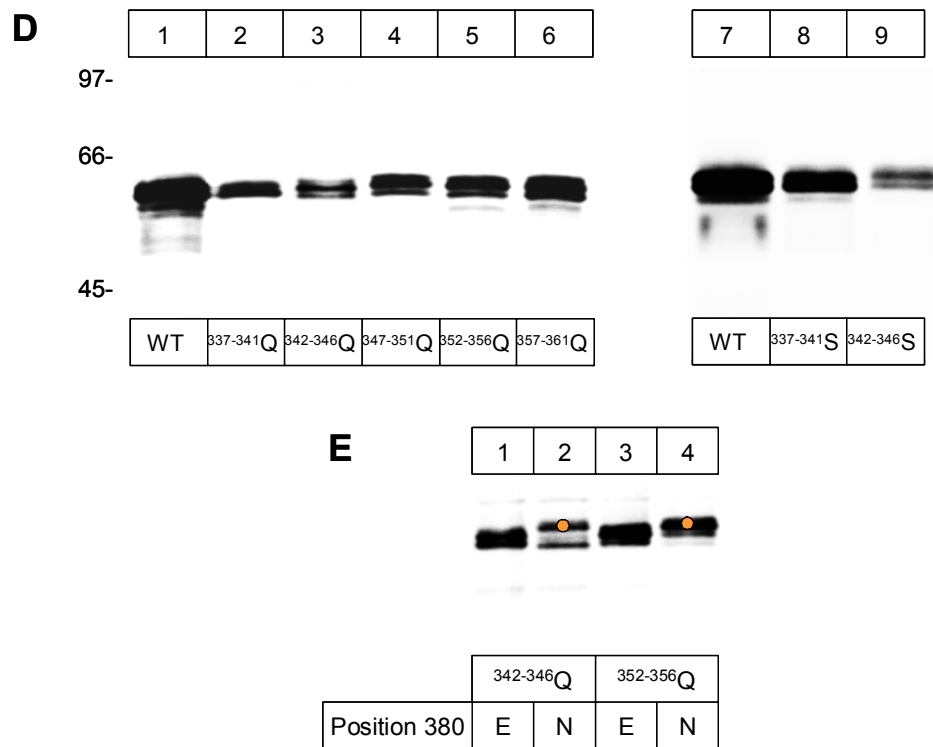 D
1 2 3 4 5 6 7 8 9
97-
66-
45-
WT 337-341Q 342-346Q 347-351Q 352-356Q 357-361Q WT 337-341S 342-346S
E
1 2 3 4
342-346Q 352-356Q
Position 380 E N E N